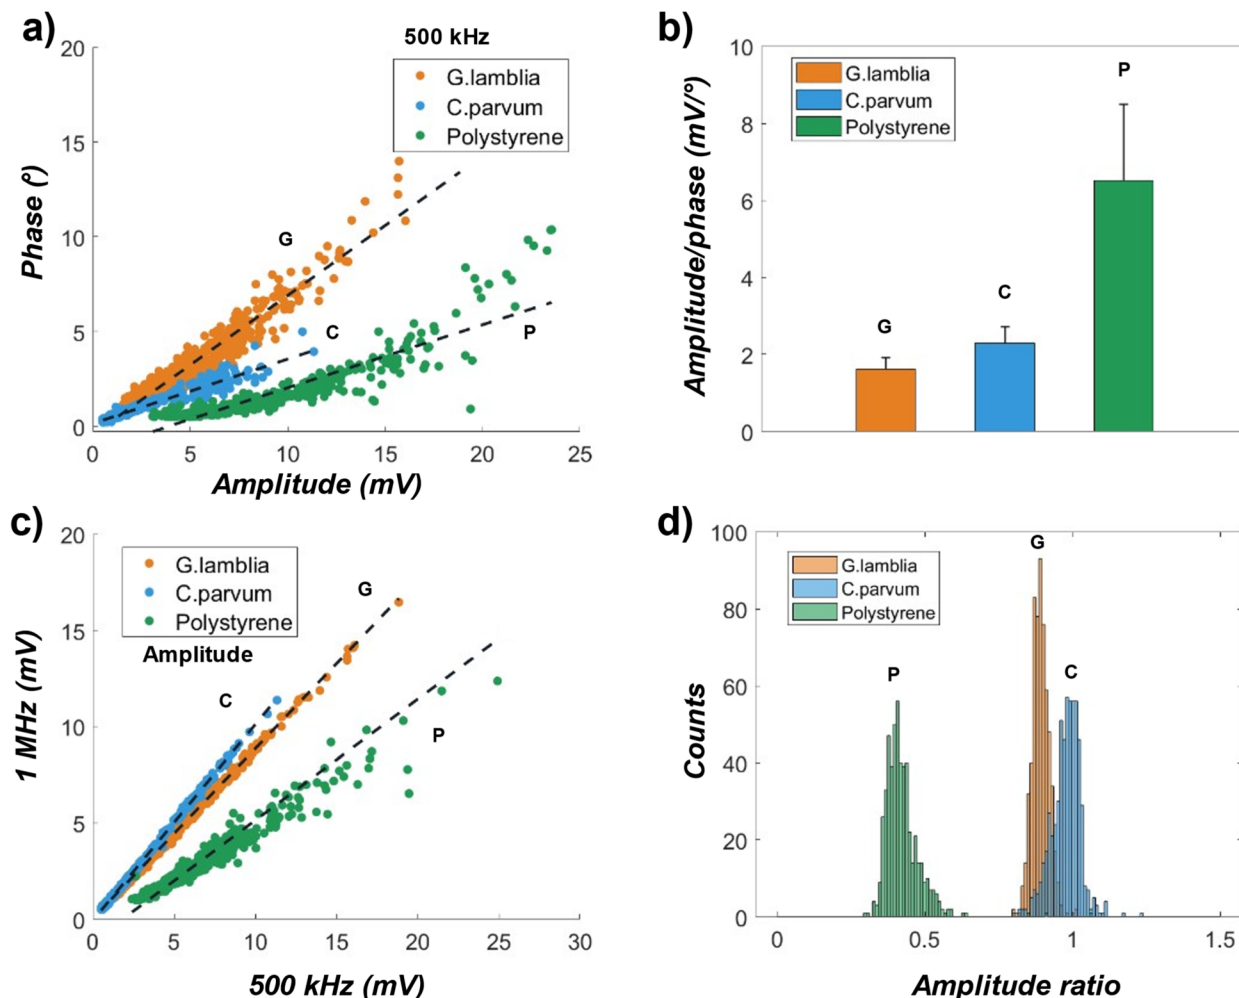 a)
500 kHz
G.lamblia
C.parvum
Polystyrene
G
C
P
20
15
10
5
0
0 5 10 15 20 25
Phase (º)
Amplitude (mV)
b)
G.lamblia
C.parvum
Polystyrene
G
C
P
10
8
6
4
2
0
Amplitude/phase (mV/°)
c)
G.lamblia
C.parvum
Polystyrene
Amplitude
G
C
P
20
15
10
5
0
0 5 10 15 20 25 30
1 MHz (mV)
500 kHz (mV)
d)
G.lamblia
C.parvum
Polystyrene
P
G
C
100
80
60
40
20
0
0 0.5 1 1.5
Counts
Amplitude ratio